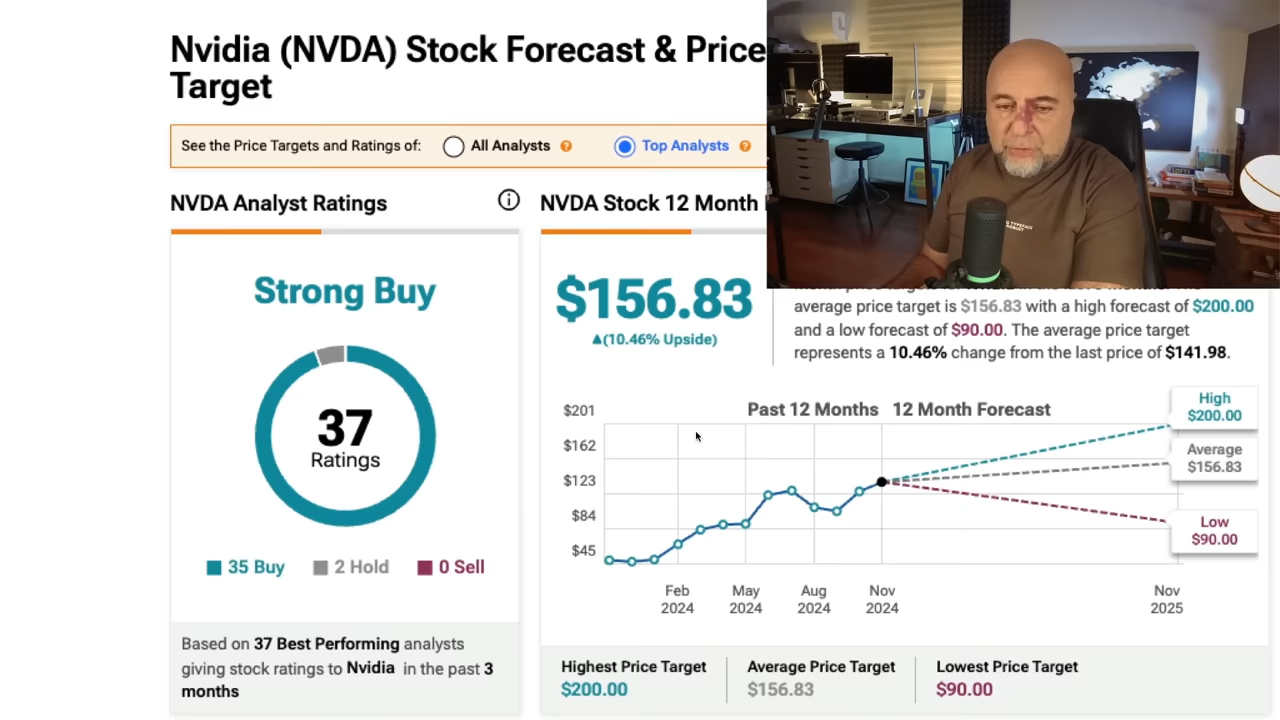 Nvidia (NVDA) Stock Forecast & Price
Target
See the Price Targets and Ratings of:
All Analysts
Top Analysts
NVDA Analyst Ratings
Strong Buy
37
Ratings
35 Buy
2 Hold
0 Sell
Based on 37 Best Performing analysts
giving stock ratings to Nvidia in the past 3
months
NVDA Stock 12 Month
$156.83
▲(10.46% Upside)
average price target is $156.83 with a high forecast of $200.00
and a low forecast of $90.00. The average price target
represents a 10.46% change from the last price of $141.98.
Past 12 Months
12 Month Forecast
$201
$162
$123
$84
$45
Feb
2024
May
2024
Aug
2024
Nov
2024
Nov
2025
High
$200.00
Average
$156.83
Low
$90.00
Highest Price Target
$200.00
Average Price Target
$156.83
Lowest Price Target
$90.00